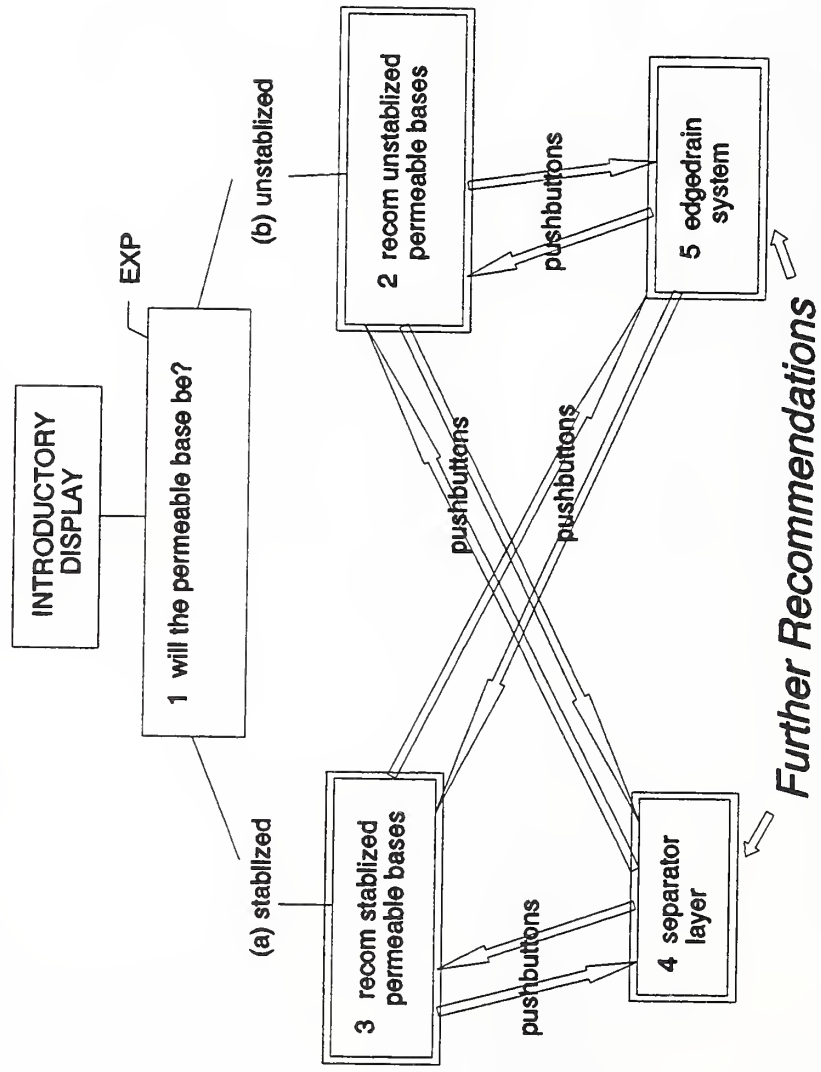 INTRODUCTORY
DISPLAY
EXP
1 will the permeable base be?
(a) stablized
(b) unstablized
3 recom stablized
permeable bases
2 recom unstablized
permeable bases
pushbuttons
pushbuttons
pushbuttons
pushbuttons
4 separator
layer
5 edgedrain
system
Further Recommendations